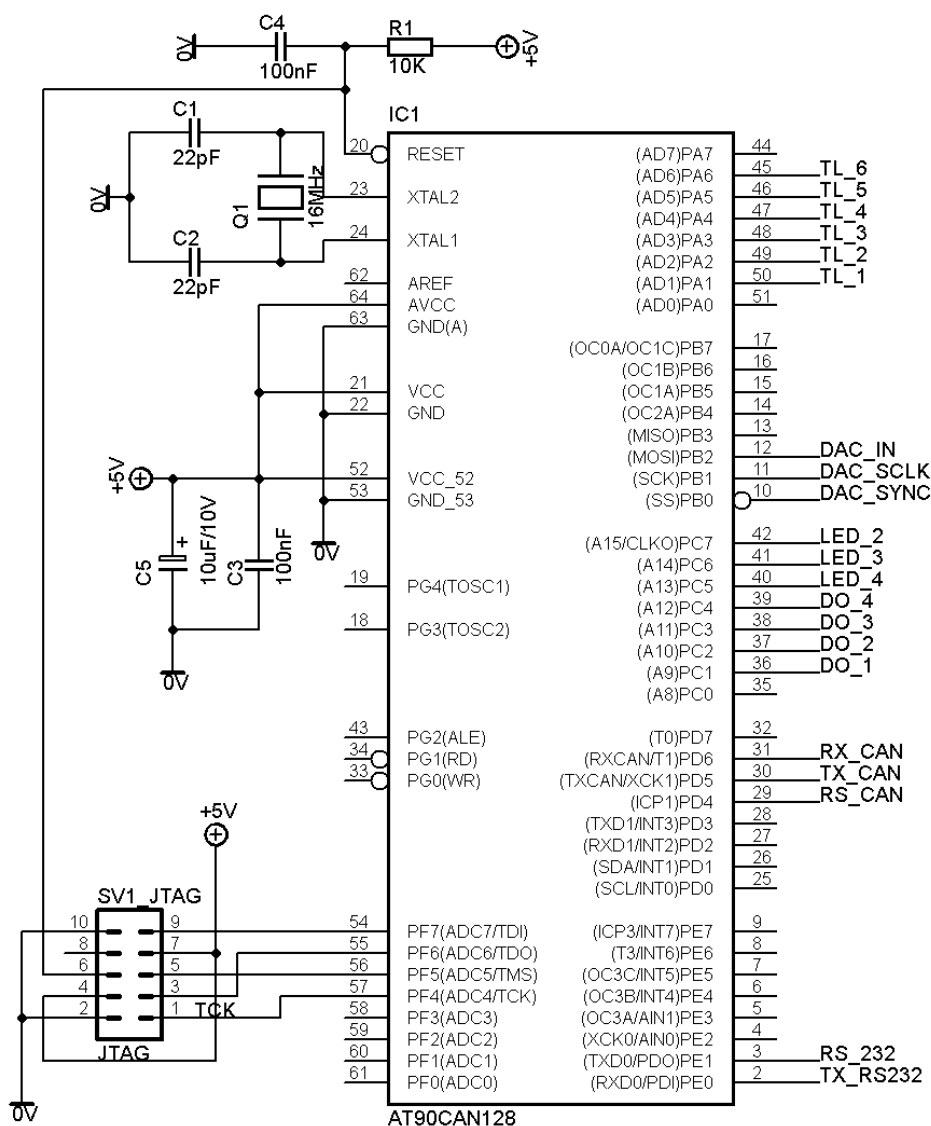 C4
0V
100nF
R1
10K
+5V
IC1
C1
22pF
0V
C2
22pF
Q1
16MHz
20 RESET
23 XTAL2
24 XTAL1
62 AREF
64 AVCC
63 GND(A)
21 VCC
22 GND
52 VCC_52
53 GND_53
+5V
C5
10uF/10V
+
C3
100nF
0V
0V
19 PG4(TOSC1)
18 PG3(TOSC2)
43 PG2(ALE)
34 PG1(RD)
33 PG0(WR)
54 PF7(ADC7/TDI)
55 PF6(ADC6/TDO)
56 PF5(ADC5/TMS)
57 PF4(ADC4/TCK)
58 PF3(ADC3)
59 PF2(ADC2)
60 PF1(ADC1)
61 PF0(ADC0)
(AD7)PA7 44
(AD6)PA6 45 TL_6
(AD5)PA5 46 TL_5
(AD4)PA4 47 TL_4
(AD3)PA3 48 TL_3
(AD2)PA2 49 TL_2
(AD1)PA1 50 TL_1
(AD0)PA0 51
(OC0A/OC1C)PB7 17
(OC1B)PB6 16
(OC1A)PB5 15
(OC2A)PB4 14
(MISO)PB3 13
(MOSI)PB2 12 DAC_IN
(SCK)PB1 11 DAC_SCLK
(SS)PB0 10 DAC_SYNC
(A15/CLKO)PC7 42 LED_2
(A14)PC6 41 LED_3
(A13)PC5 40 LED_4
(A12)PC4 39 DO_4
(A11)PC3 38 DO_3
(A10)PC2 37 DO_2
(A9)PC1 36 DO_1
(A8)PC0 35
(T0)PD7 32
(RXCAN/T1)PD6 31 RX_CAN
(TXCAN/XCK1)PD5 30 TX_CAN
(ICP1)PD4 29 RS_CAN
(TXD1/INT3)PD3 28
(RXD1/INT2)PD2 27
(SDA/INT1)PD1 26
(SCL/INT0)PD0 25
(ICP3/INT7)PE7 9
(T3/INT6)PE6 8
(OC3C/INT5)PE5 7
(OC3B/INT4)PE4 6
(OC3A/AIN1)PE3 5
(XCK0/AIN0)PE2 4
(TXD0/PDO)PE1 3 RS_232
(RXD0/PDI)PE0 2 TX_RS232
AT90CAN128
+5V
SV1 JTAG
10 9
8 7
6 5
4 3
2 1
TCK
JTAG
0V